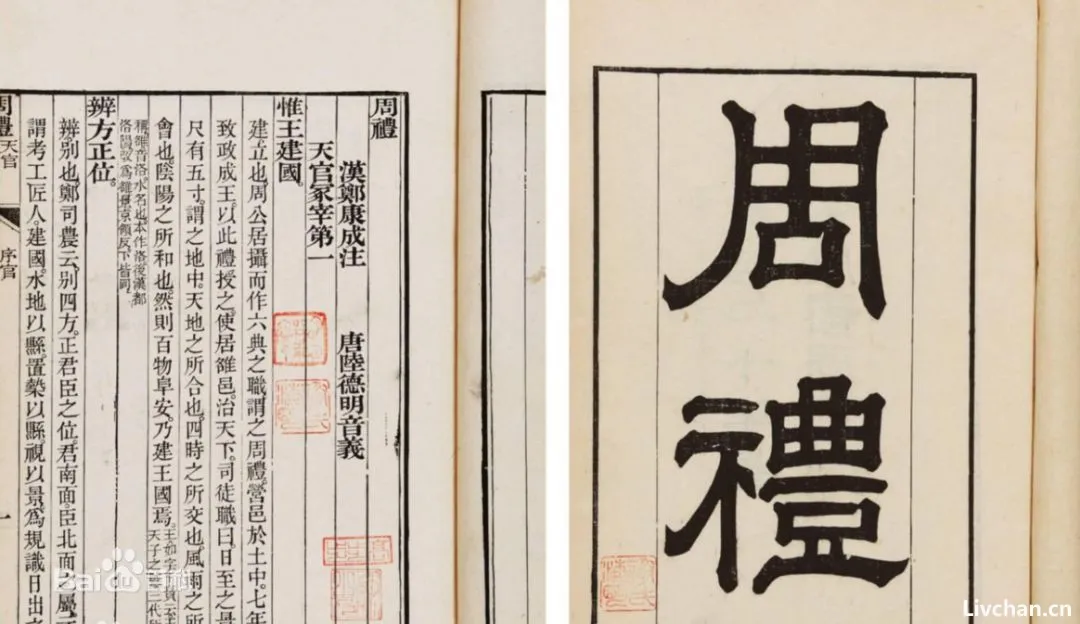 周禮
漢鄭康成注 唐陸德明音義
天官冢宰第一
惟王建國。
建立也。周公居攝而作六典之職謂之周禮。營邑於土中。七年
致政成王。以此禮授之。使居雒邑。治天下。司徒職曰。日至之景
尺有五寸。謂之地中。天地之所合也。四時之所交也。風雨之所
會也。陰陽之所和也。然則百物阜安。乃建王國焉。
辨方正位。
辨。别也。鄭司農云。别四方。正君臣之位。君南面。臣北面之屬。
謂考工。匠人。建國。水地以縣。置槷以縣。視以景。爲規識日出之
周禮 天官 序官
周禮
Livchan.cn